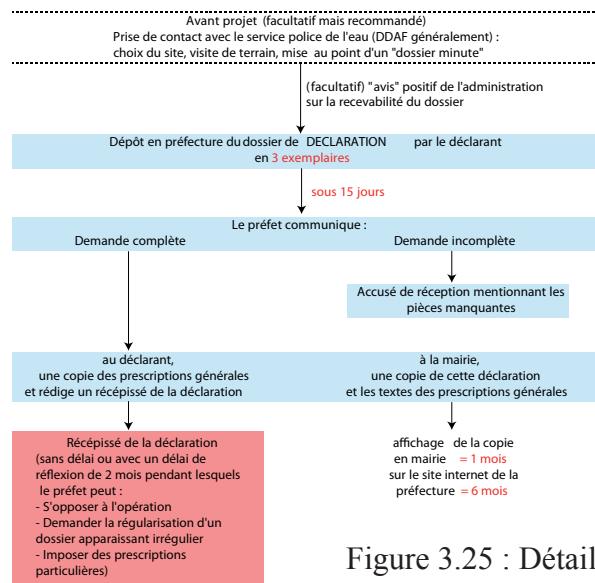 Avant projet (facultatif mais recommandé)
Prise de contact avec le service police de l'eau (DDAF généralement) :
choix du site, visite de terrain, mise au point d'un "dossier minute"
(facultatif) "avis" positif de l'administration
sur la recevabilité du dossier
Dépôt en préfecture du dossier de DECLARATION par le déclarant
en 3 exemplaires
sous 15 jours
Le préfet communique :
Demande complète
Demande incomplète
Accusé de réception mentionnant les
pièces manquantes
au déclarant,
une copie des prescriptions générales
et rédige un récépissé de la déclaration
à la mairie,
une copie de cette déclaration
et les textes des prescriptions générales
Récépissé de la déclaration
(sans délai ou avec un délai de
réflexion de 2 mois pendant lesquels
le préfet peut :
- S'opposer à l'opération
- Demander la régularisation d'un
dossier apparaissant irrégulier
- Imposer des prescriptions
particulières)
affichage de la copie
en mairie = 1 mois
sur le site internet de la
préfecture = 6 mois
Figure 3.25 : Détail